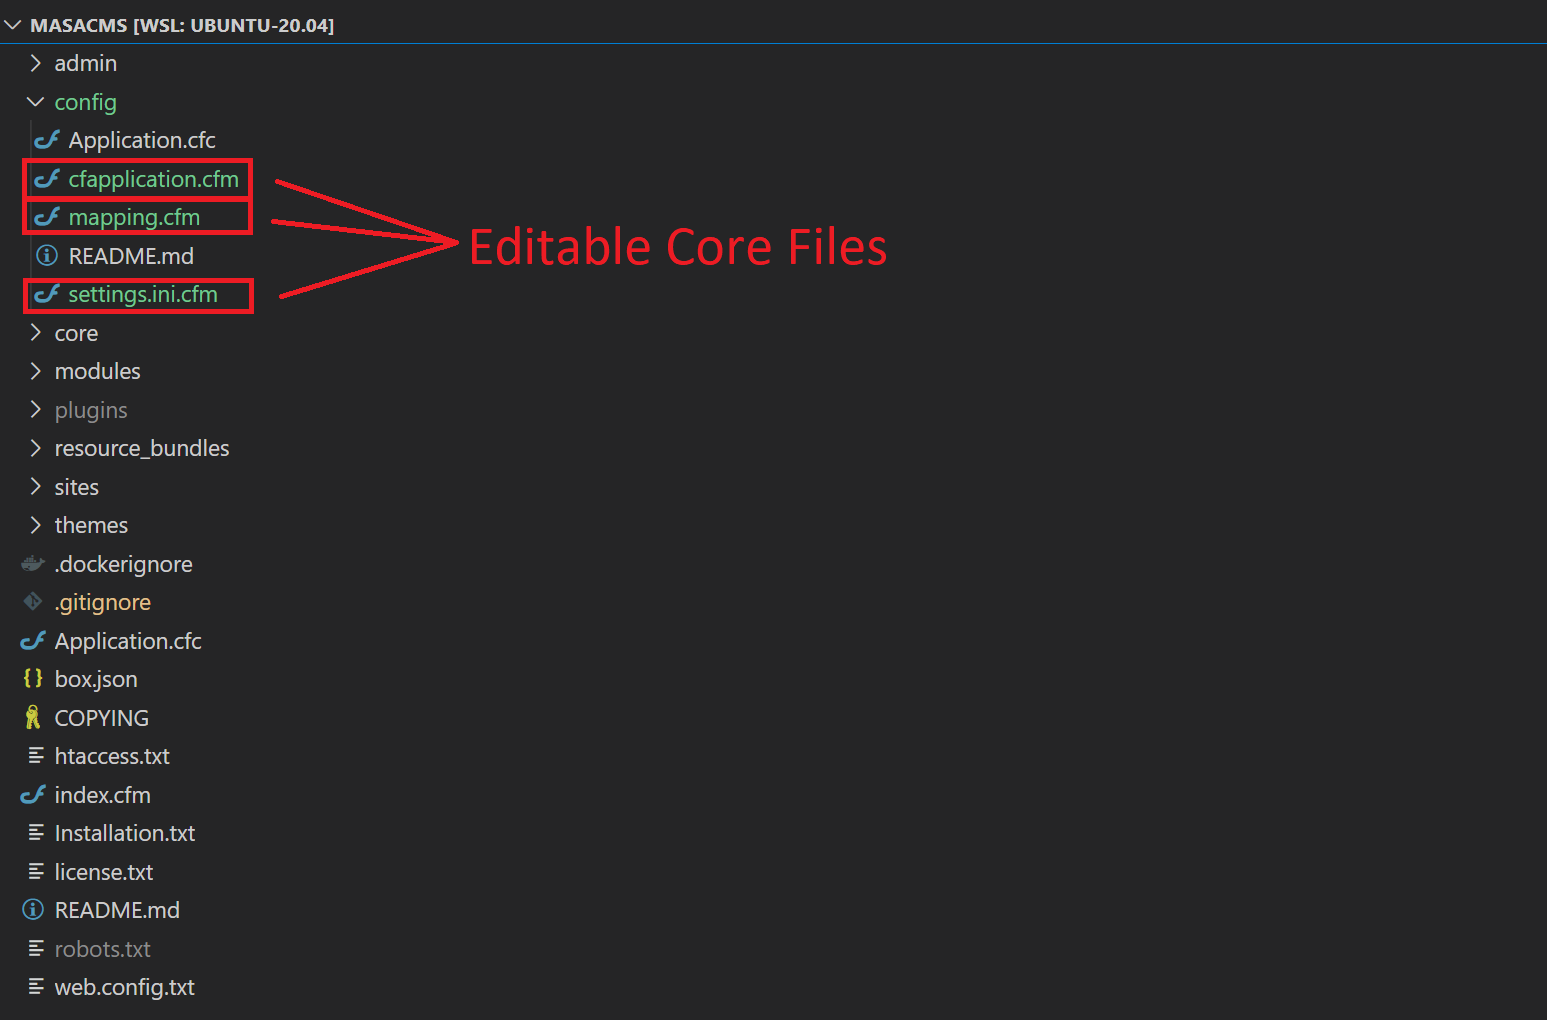 MASACMS [WSL: UBUNTU-20.04]
admin
config
Application.cfc
cfapplication.cfm
mapping.cfm
Editable Core Files
README.md
settings.ini.cfm
core
modules
plugins
resource_bundles
sites
themes
.dockerignore
.gitignore
Application.cfc
box.json
COPYING
htaccess.txt
index.cfm
Installation.txt
license.txt
README.md
robots.txt
web.config.txt